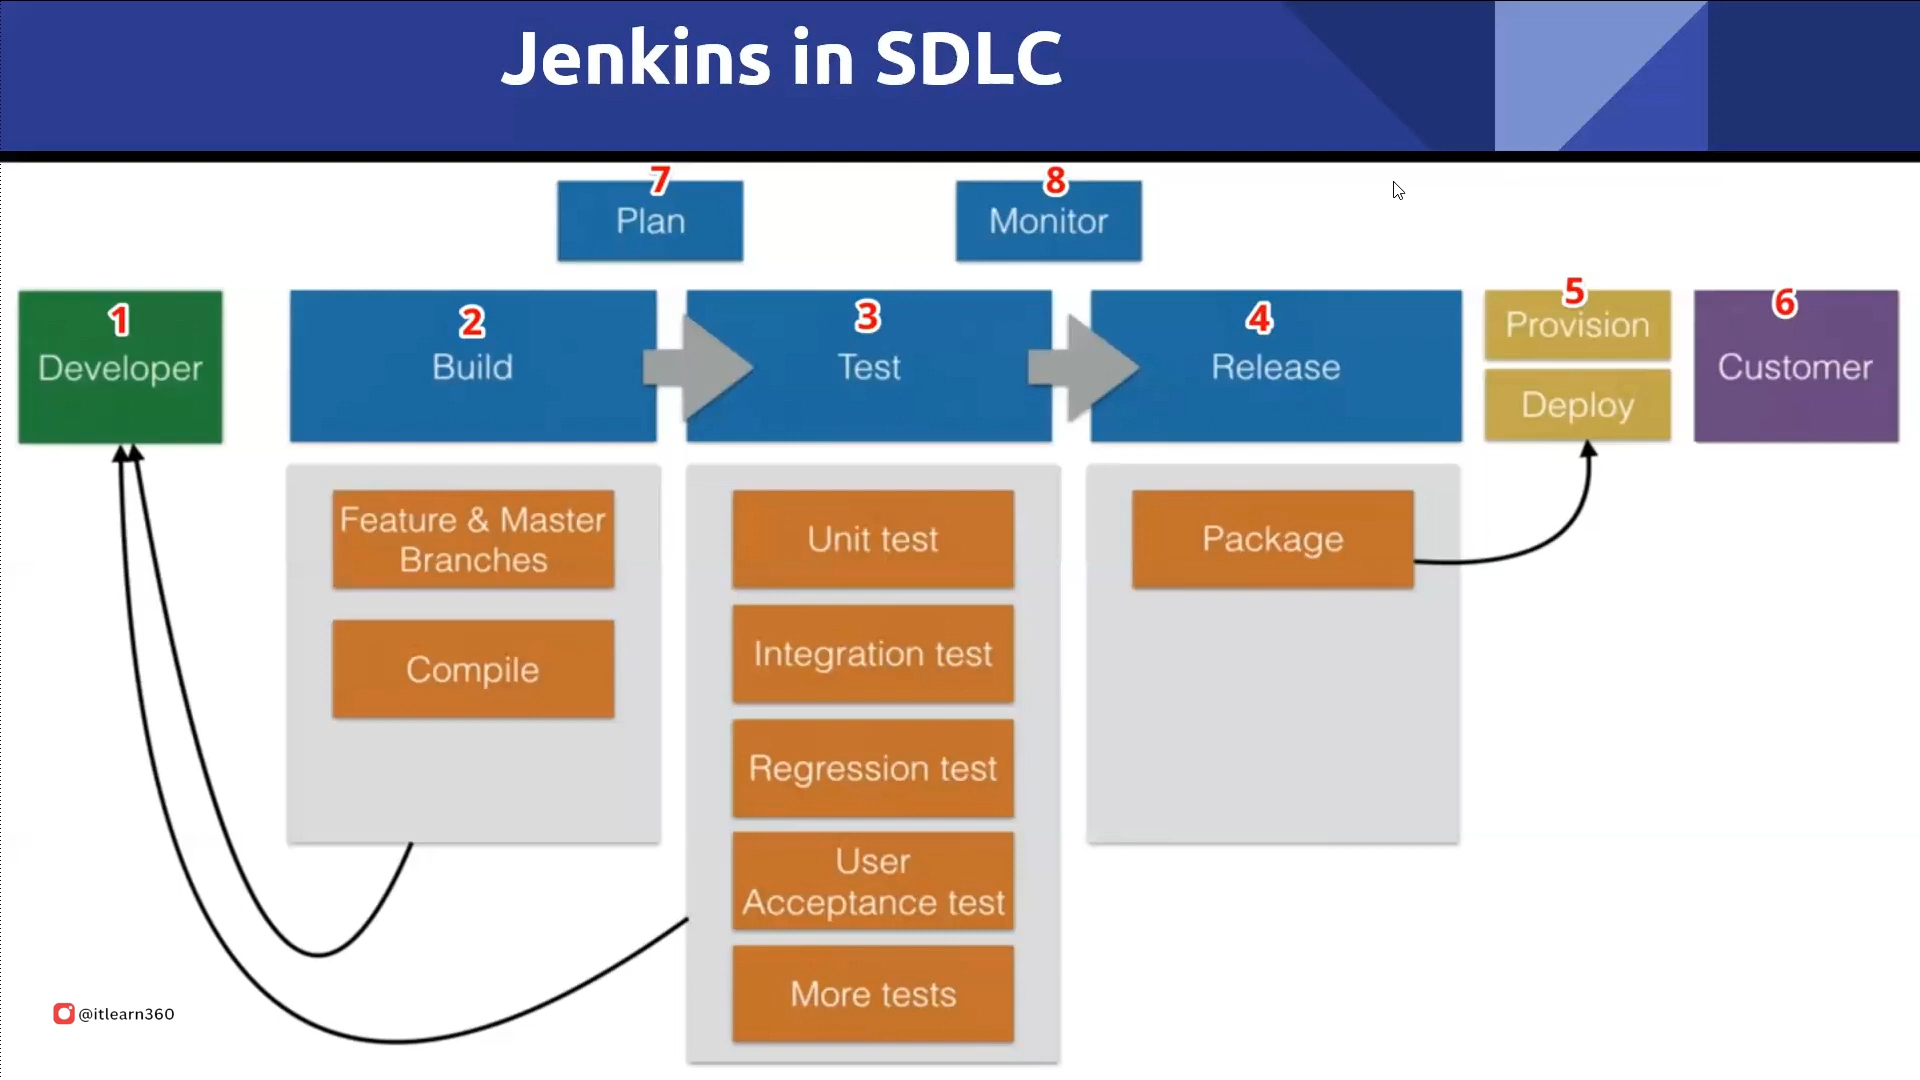 Jenkins in SDLC
7
Plan
8
Monitor
1
Developer
2
Build
3
Test
4
Release
5
Provision
Deploy
6
Customer
Feature & Master
Branches
Compile
Unit test
Integration test
Regression test
User
Acceptance test
More tests
Package
@itlearn360